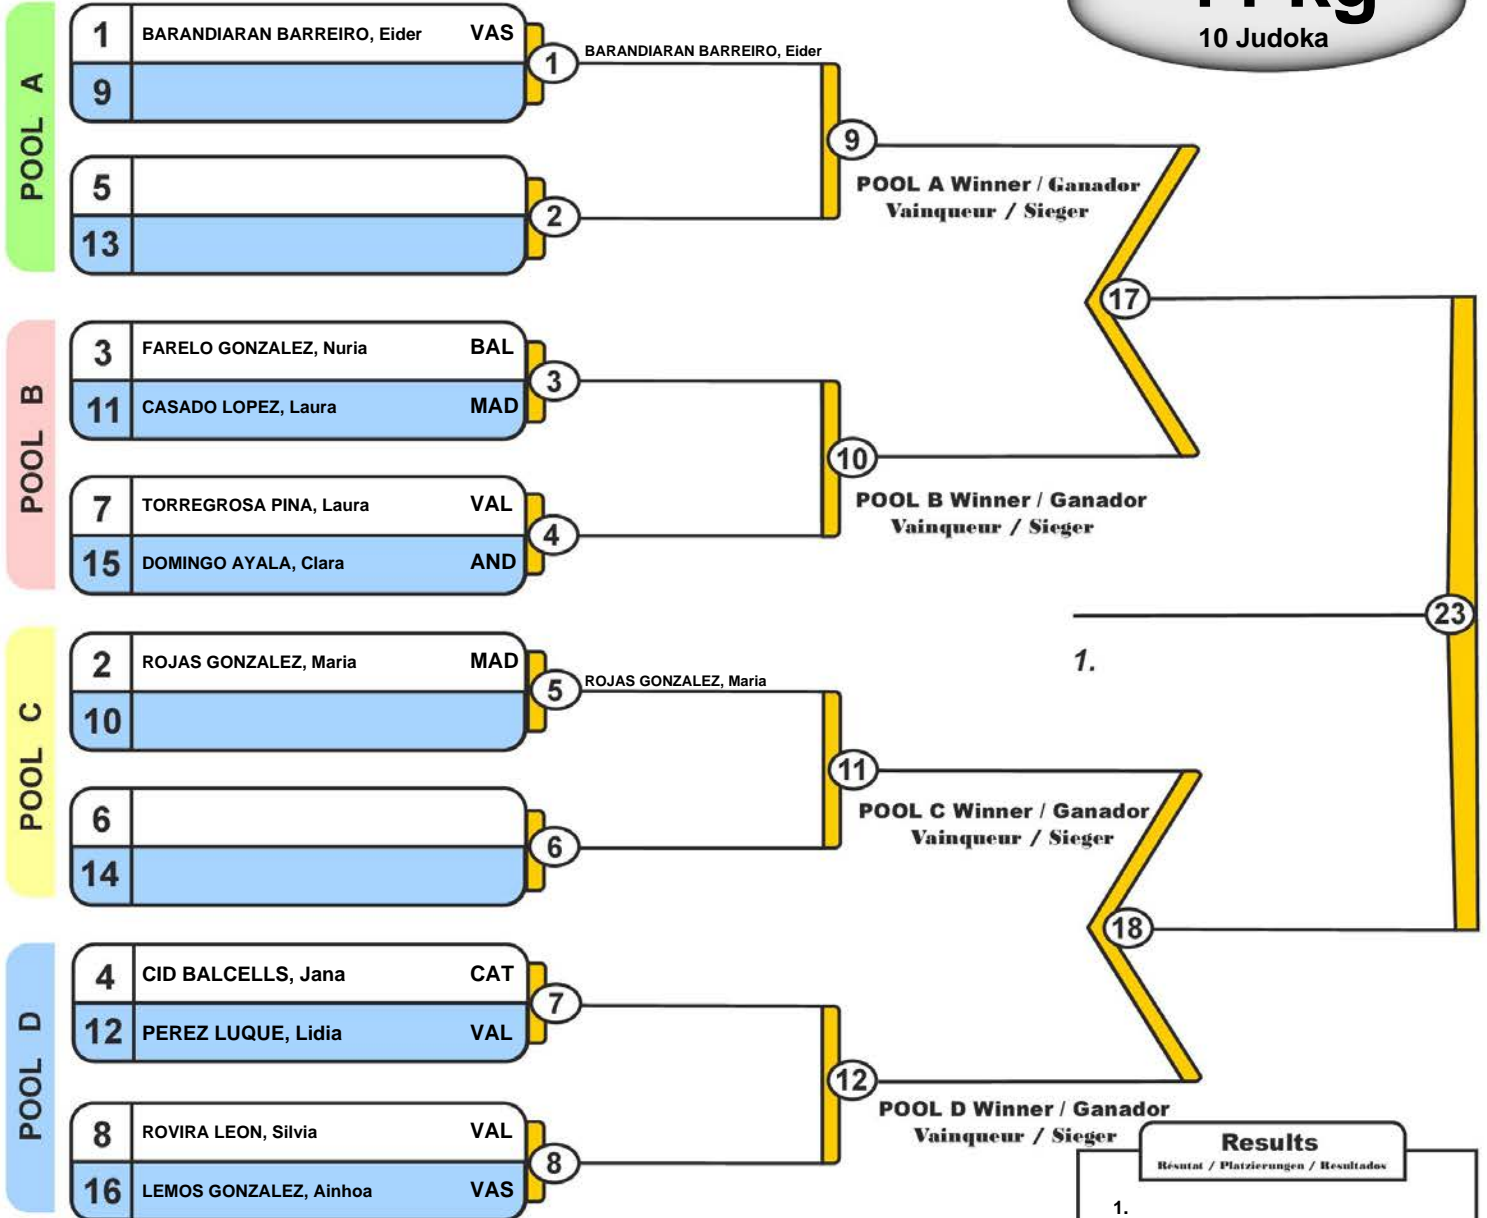 10 Judoka
POOL A
1 BARANDIARAN BARREIRO, Eider VAS
9
1
BARANDIARAN BARREIRO, Eider
5
13
2
9
POOL A Winner / Ganador
Vainqueur / Sieger
17
POOL B
3 FARELO GONZALEZ, Nuria BAL
11 CASADO LOPEZ, Laura MAD
3
7 TORREGROSA PINA, Laura VAL
15 DOMINGO AYALA, Clara AND
4
10
POOL B Winner / Ganador
Vainqueur / Sieger
23
1.
POOL C
2 ROJAS GONZALEZ, Maria MAD
10
5
ROJAS GONZALEZ, Maria
6
14
6
11
POOL C Winner / Ganador
Vainqueur / Sieger
18
POOL D
4 CID BALCELLS, Jana CAT
12 PEREZ LUQUE, Lidia VAL
7
8 ROVIRA LEON, Silvia VAL
16 LEMOS GONZALEZ, Ainhoa VAS
8
12
POOL D Winner / Ganador
Vainqueur / Sieger
Results
Résutat / Platzierungen / Resultados
1.